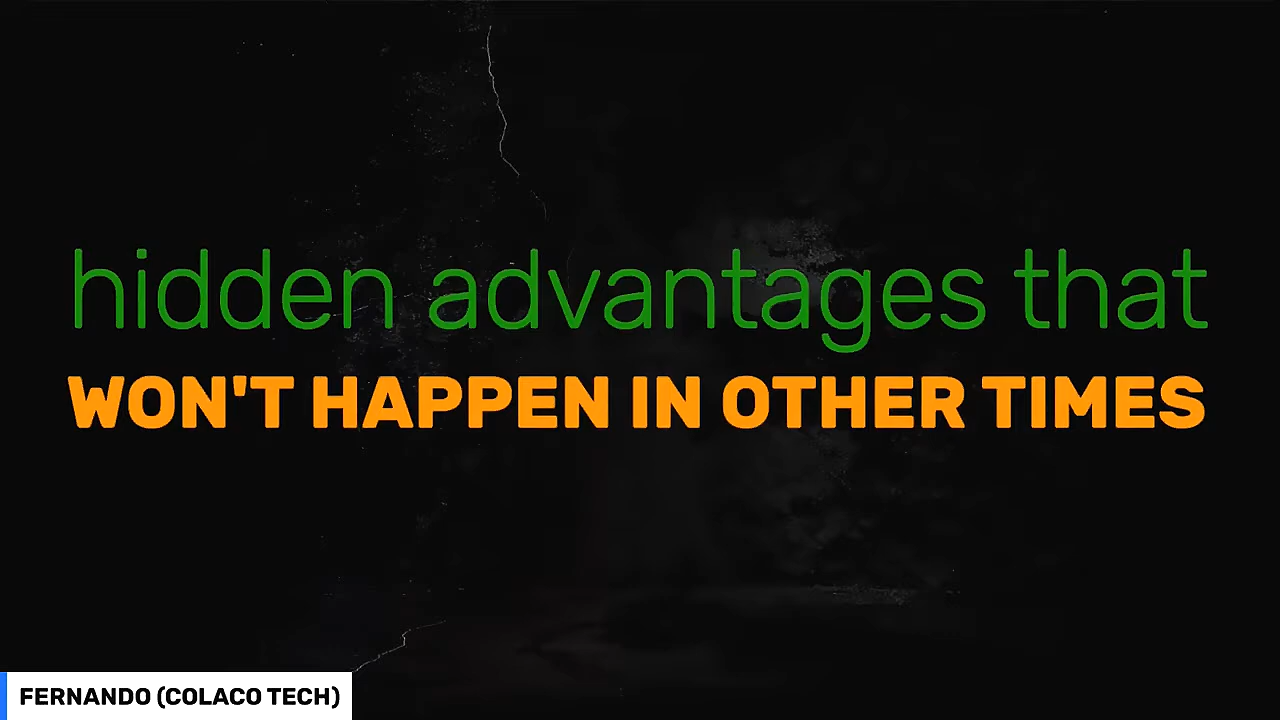 hidden advantages that
WON'T HAPPEN IN OTHER TIMES
FERNANDO (COLACO TECH)